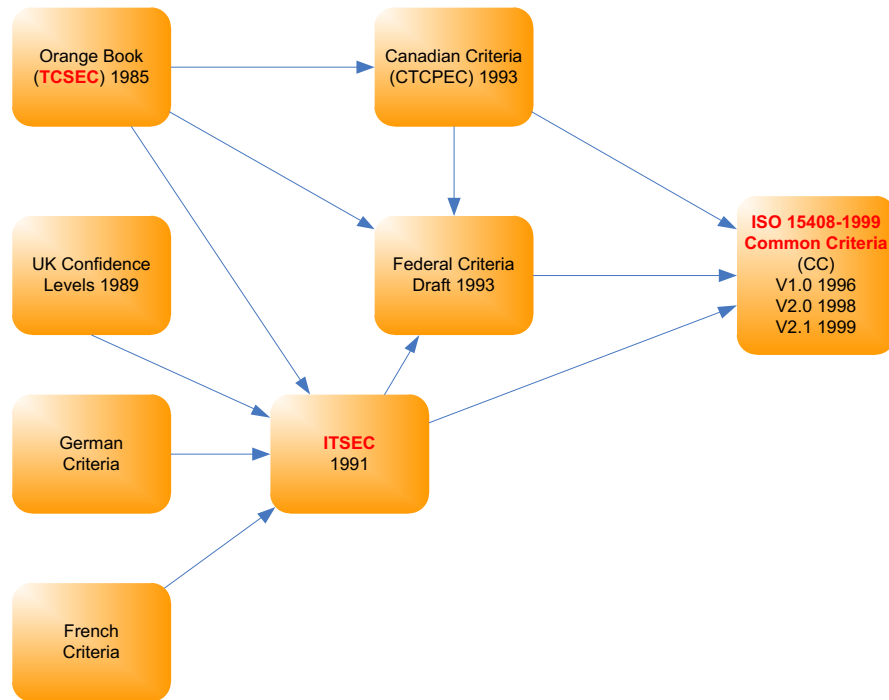 Orange Book
(TCSEC) 1985
Canadian Criteria
(CTCPEC) 1993
UK Confidence
Levels 1989
Federal Criteria
Draft 1993
ISO 15408-1999
Common Criteria
(CC)
V1.0 1996
V2.0 1998
V2.1 1999
German
Criteria
ITSEC
1991
French
Criteria